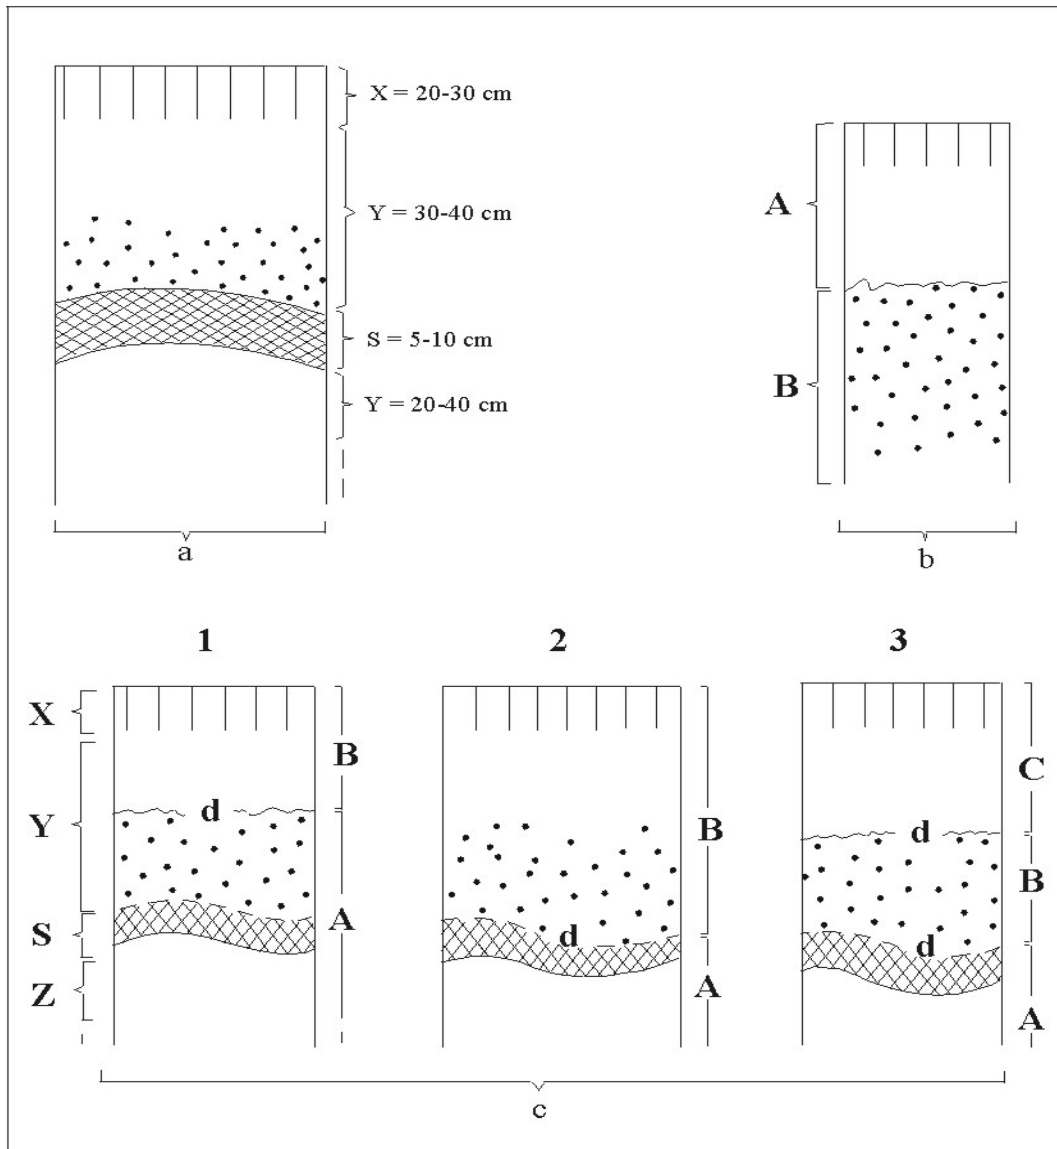 X = 20-30 cm
Y = 30-40 cm
S = 5-10 cm
Y = 20-40 cm
a
A
B
b
1
2
3
X
Y
S
Z
d
B
A
d
B
A
d
C
B
A
c